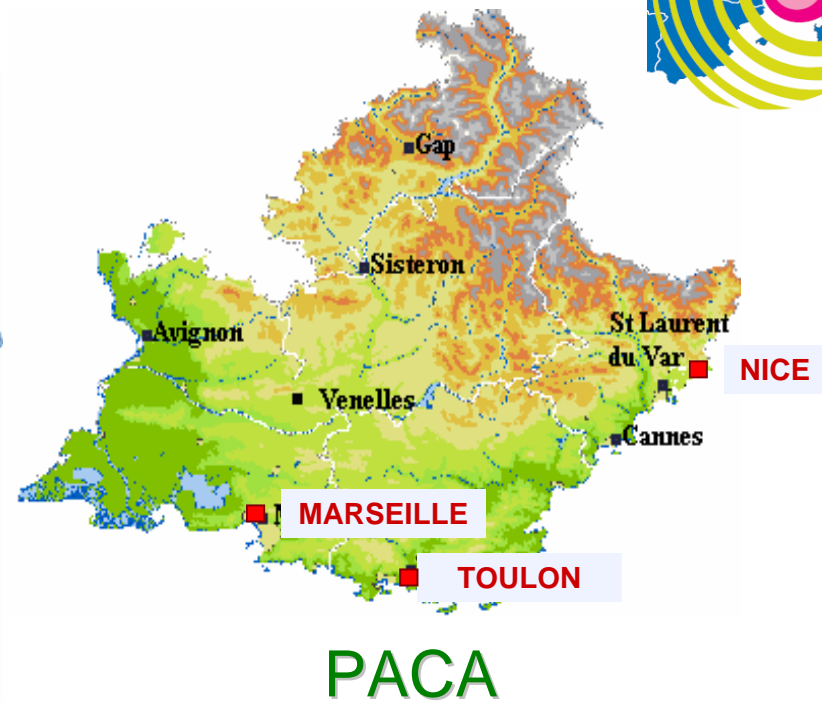 Gap
Sisteron
Avignon
St Laurent
du Var
NICE
Venelles
Cannes
MARSEILLE
TOULON
PACA